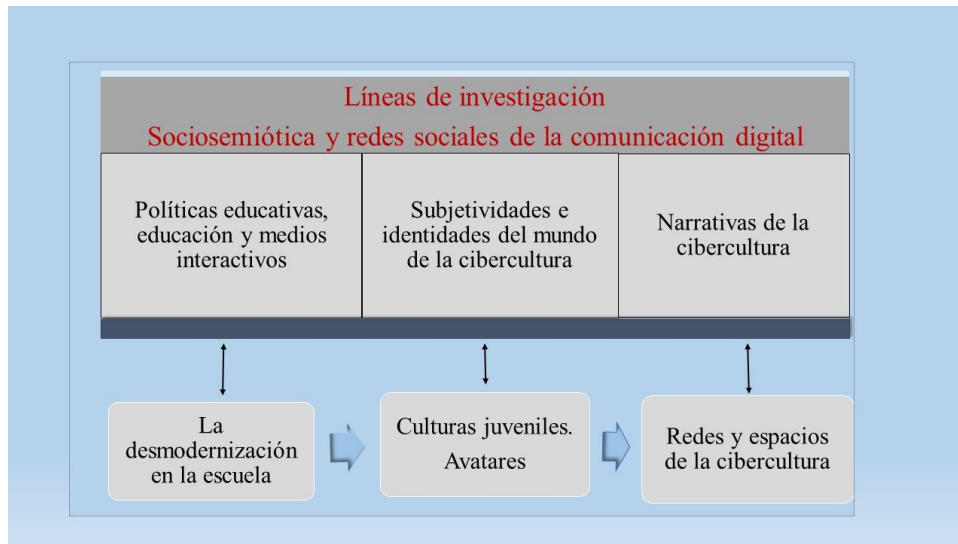 Líneas de investigación
Sociosemiótica y redes sociales de la comunicación digital
Políticas educativas,
educación y medios
interactivos
Subjetividades e
identidades del mundo
de la cibercultura
Narrativas de la
cibercultura
La
desmodernización
en la escuela
Culturas juveniles.
Avatares
Redes y espacios
de la cibercultura